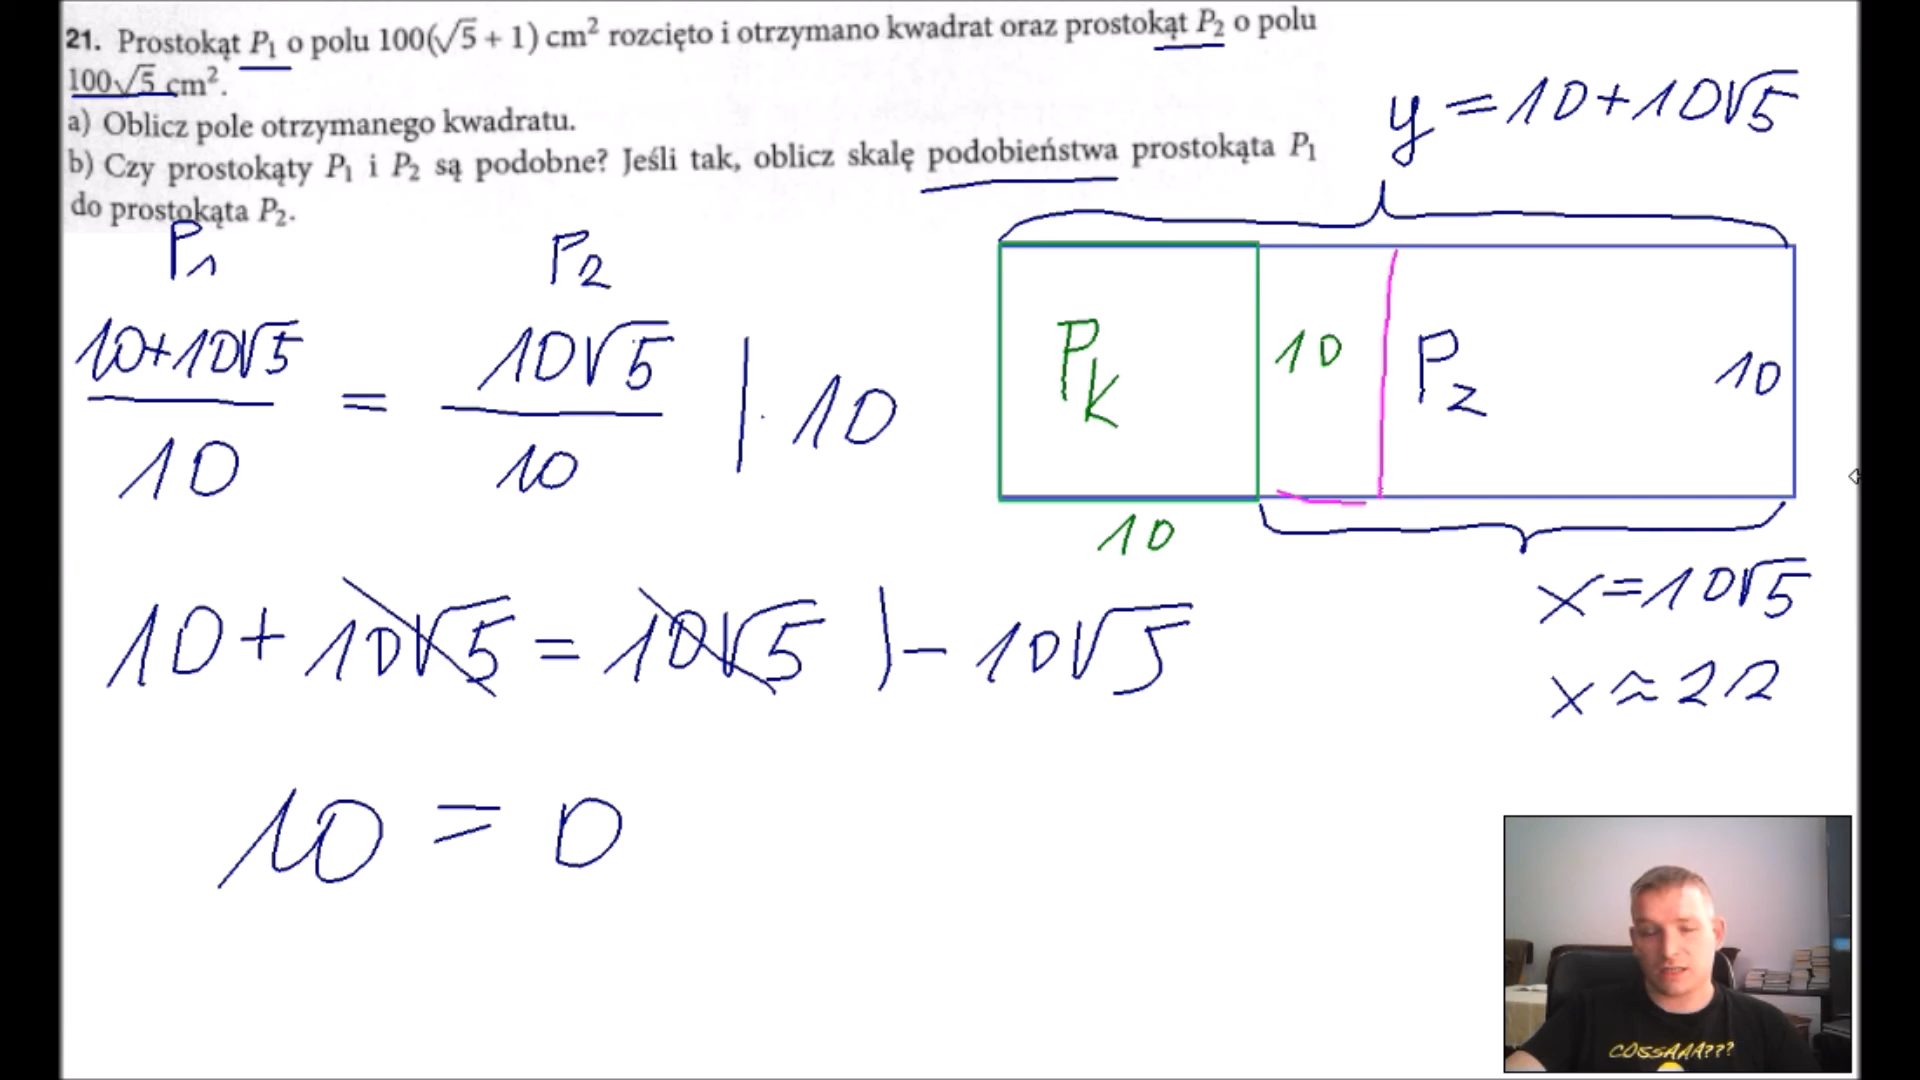 21. Prostokąt P₁ o polu 100(√5 + 1) cm² rozcięto i otrzymano kwadrat oraz prostokąt P₂ o polu
100√5 cm².
a) Oblicz pole otrzymanego kwadratu.
b) Czy prostokąty P₁ i P₂ są podobne? Jeśli tak, oblicz skalę podobieństwa prostokąta P₁
do prostokąta P₂.
y = 10+10√5
P₁ P₂
10+10√5 / 10 = 10√5 / 10 | · 10
Pk 10 P₂ 10
10
x = 10√5
x ≈ 22
10 + 10√5 = 10√5 | - 10√5
10 = 0
COSSAAA???